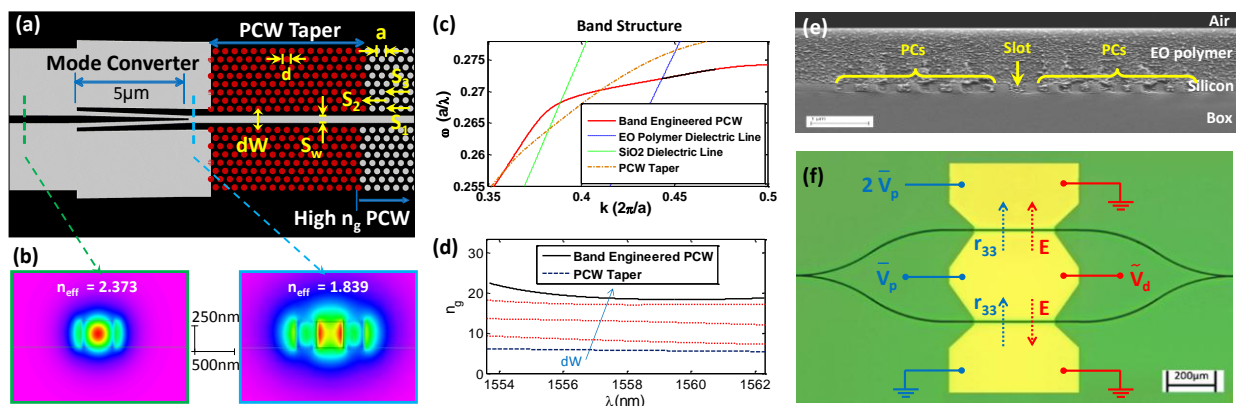 (a)
PCW Taper
a
d
Mode Converter
5μm
S3
S2
S1
dW
Sw
High ng PCW
(b)
neff = 2.373
neff = 1.839
250nm
500nm
(c)
Band Structure
0.275
0.27
0.265
0.26
0.255
ω (a/λ)
Band Engineered PCW
EO Polymer Dielectric Line
SiO2 Dielectric Line
PCW Taper
0.35
0.4
0.45
0.5
k (2π/a)
(d)
30
20
10
0
ng
Band Engineered PCW
PCW Taper
dW
1554
1556
1558
1560
1562
λ(nm)
(e)
Air
EO polymer
PCs
Slot
PCs
Silicon
Box
(f)
2 V̄p
r33
E
V̄p
Ṽd
r33
E
200μm